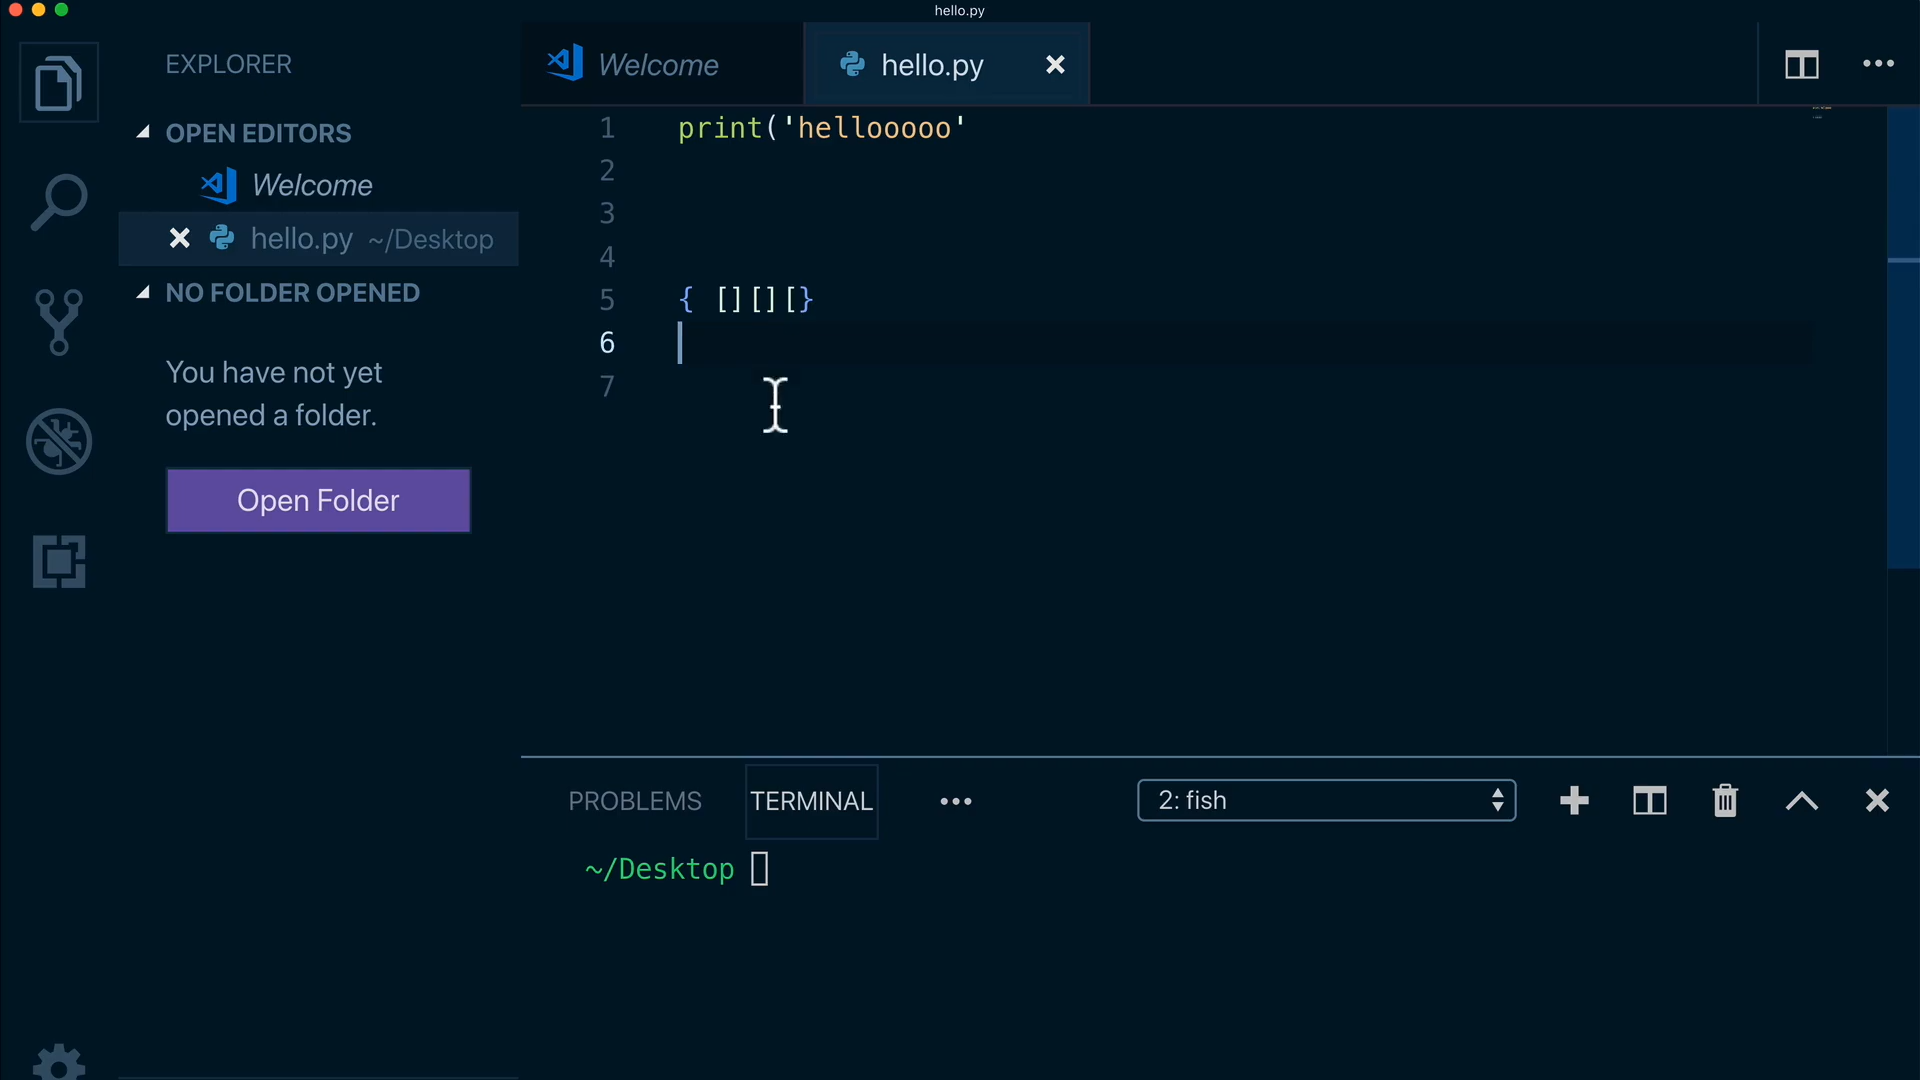 hello.py
EXPLORER
OPEN EDITORS
Welcome
hello.py ~/Desktop
NO FOLDER OPENED
You have not yet
opened a folder.
Open Folder
Welcome
hello.py
1 print('hellooooo'
2
3
4
5 { [][][}
6
7
PROBLEMS TERMINAL
2: fish
~/Desktop